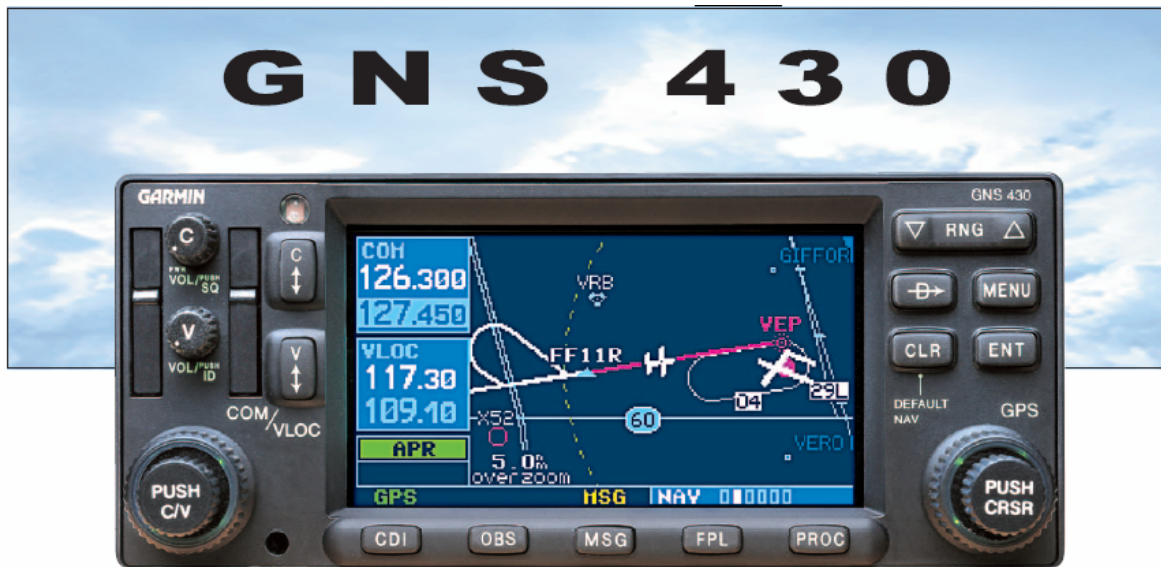 GNS 430
GARMIN
GNS 430
C
PWR
VOL/PUSH SQ
V
VOL/PUSH ID
C
V
COM/VLOC
PUSH C/V
COM
126.300
127.450
VLOC
117.30
109.10
APR
GPS
GIFFOR
VRB
VEP
FF11R
04
29L
X52
60
VERO
5.0nm
overzoom
MSG
NAV
RNG
D
MENU
CLR
ENT
DEFAULT NAV
GPS
PUSH CRSR
CDI
OBS
MSG
FPL
PROC